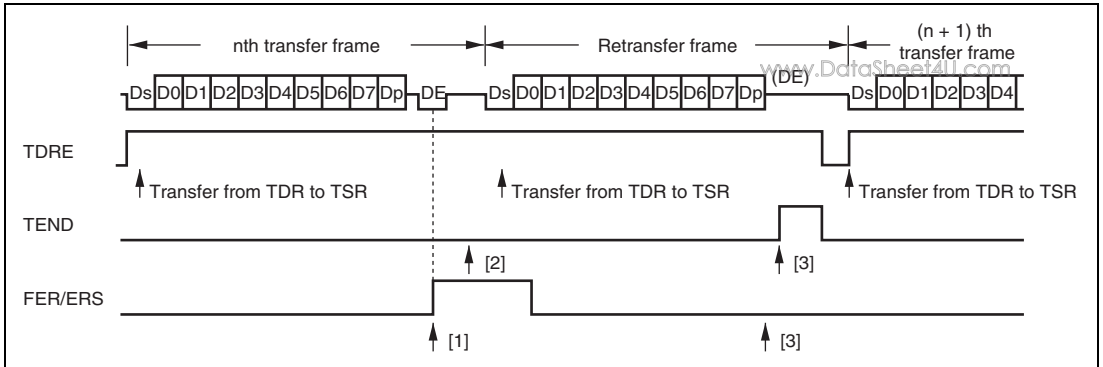 nth transfer frame Retransfer frame (n + 1) th
transfer frame
www.DataSheet4U.com
(DE)
Ds D0 D1 D2 D3 D4 D5 D6 D7 Dp DE Ds D0 D1 D2 D3 D4 D5 D6 D7 Dp Ds D0 D1 D2 D3 D4
TDRE
Transfer from TDR to TSR Transfer from TDR to TSR Transfer from TDR to TSR
TEND
[2] [3]
FER/ERS
[1] [3]